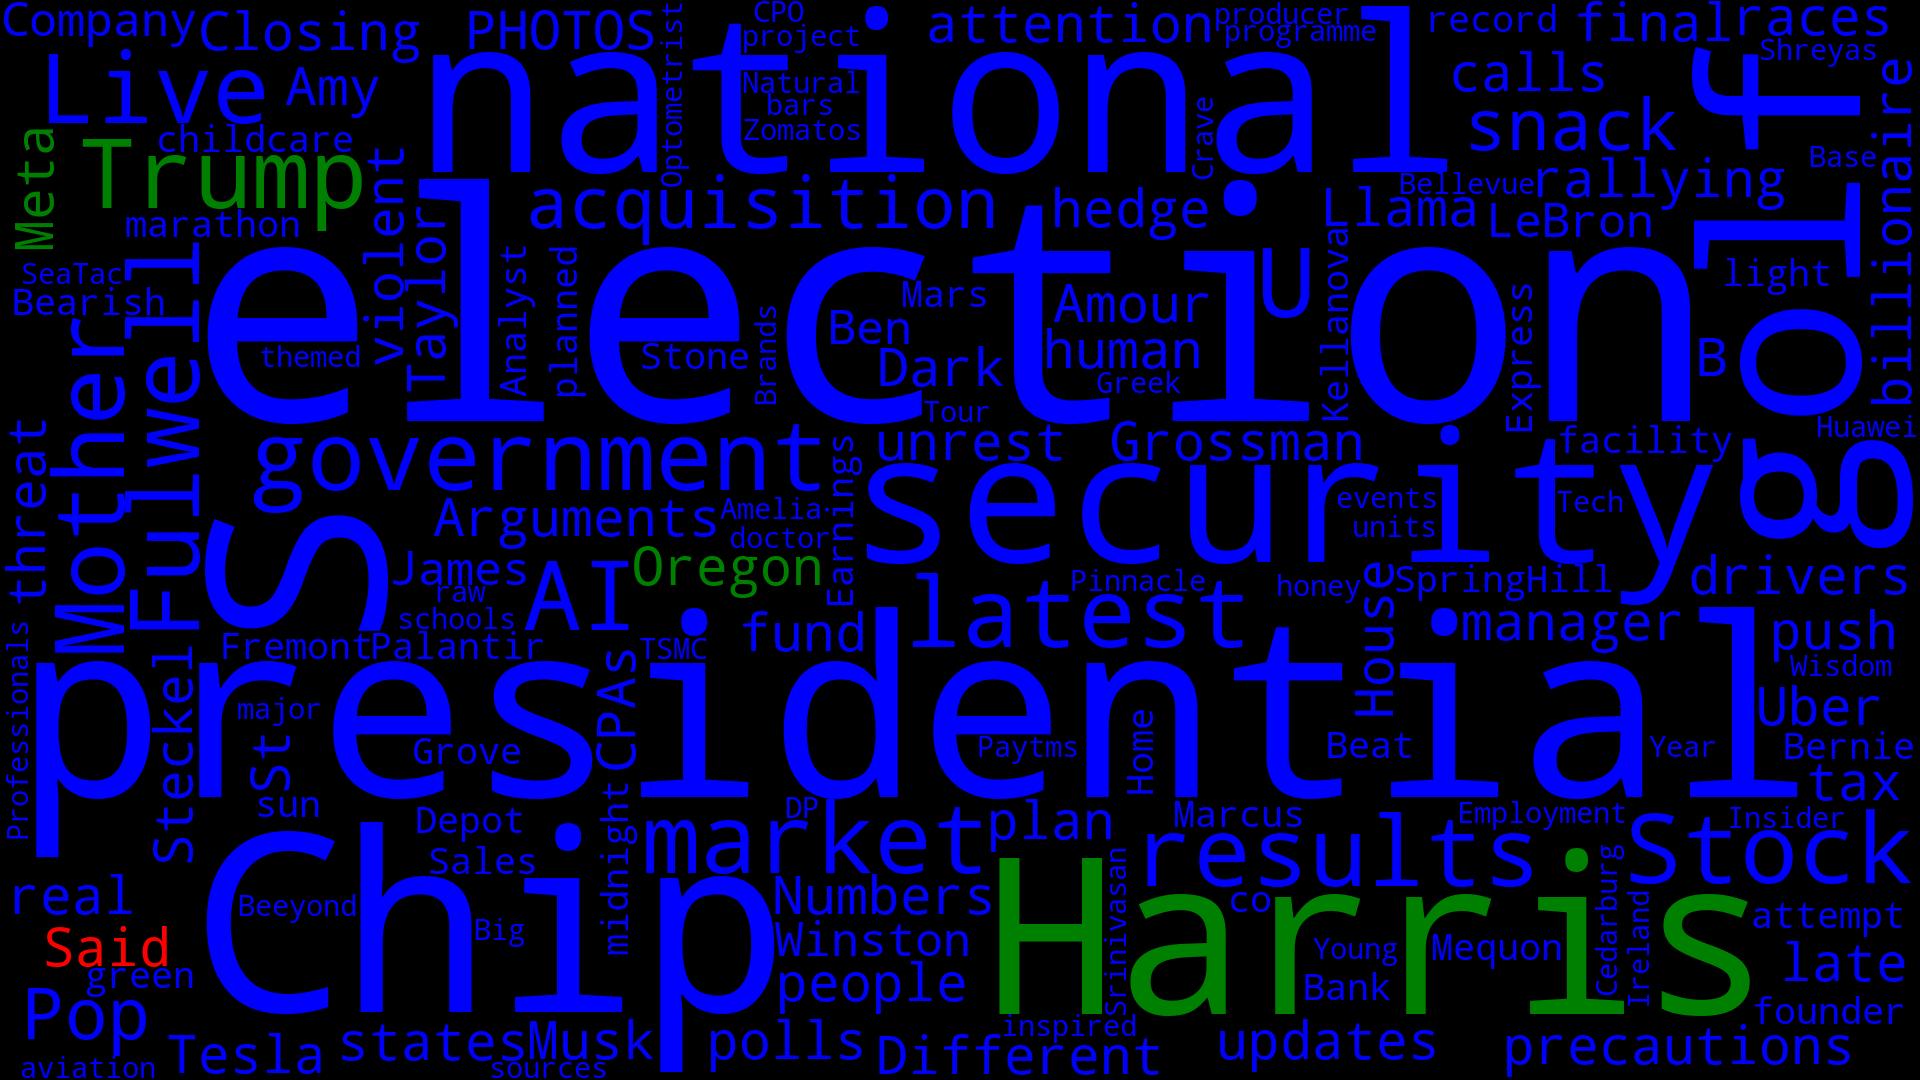 Company
Closing
PHOTOS
Optometrist
CPO
project
attention
producer
programme
record
final
races
Shreyas
Live
Amy
national
Natural
bars
Zomatos
Crave
calls
snack
f
billionaire
Meta
Trump
childcare
marathon
violent
Taylor
acquisition
hedge
Llama
Bellevue
rallying
LeBron
Base
golf
light
SeaTac
Bearish
Fulwell
Mother
election
themed
Analyst
planned
Stone
Brands
Ben
Mars
Dark
Tour
Amour
human
Greek
U
Kellanova
Express
B
Huawei
threat
government
Earnings
unrest
Grossman
security
facility
events
units
Tech
Arguments
Amelia
doctor
S
James
raw
schools
AI
Oregon
latest
Pinnacle
honey
House
SpringHill
drivers
Fremont
Palantir
TSMC
fund
manager
push
Wisdom
Professionals
presidential
Steckel
major
St
Grove
CPAs
Paytms
Home
Beat
Year
Uber
Bernie
tax
sun
Depot
Sales
midnight
DP
market
plan
Marcus
Employment
results
Insider
Stock
real
Beeyond
Chip
Big
Numbers
Winston
people
Harris
Srinivasan
co
Young
Bank
Mequon
Cedarburg
Ireland
attempt
late
founder
Said
green
Pop
aviation
Tesla
states
Musk
sources
polls
Different
inspired
updates
precautions